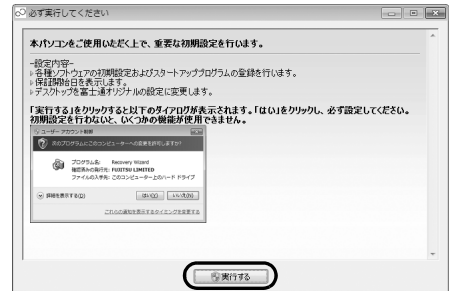 必ず実行してください
本パソコンをご使用いただく上で、重要な初期設定を行います。
-設定内容-
・各種ソフトウェアの初期設定およびスタートアッププログラムの登録を行います。
・保証開始日を表示します。
・デスクトップを富士通オリジナルの設定に変更します。
「実行する」をクリックすると以下のダイアログが表示されます。「はい」をクリックし、必ず設定してください。
初期設定を行わないと、いくつかの機能が使用できません。
ユーザー アカウント制御
次のプログラムにこのコンピューターへの変更を許可しますか?
プログラム名: Recovery Wizard
確認済みの発行元: FUJITSU LIMITED
ファイルの入手先: このコンピューター上のハード ドライブ
詳細を表示する(D)
はい(Y)
いいえ(N)
これらの通知を表示するタイミングを変更する
実行する